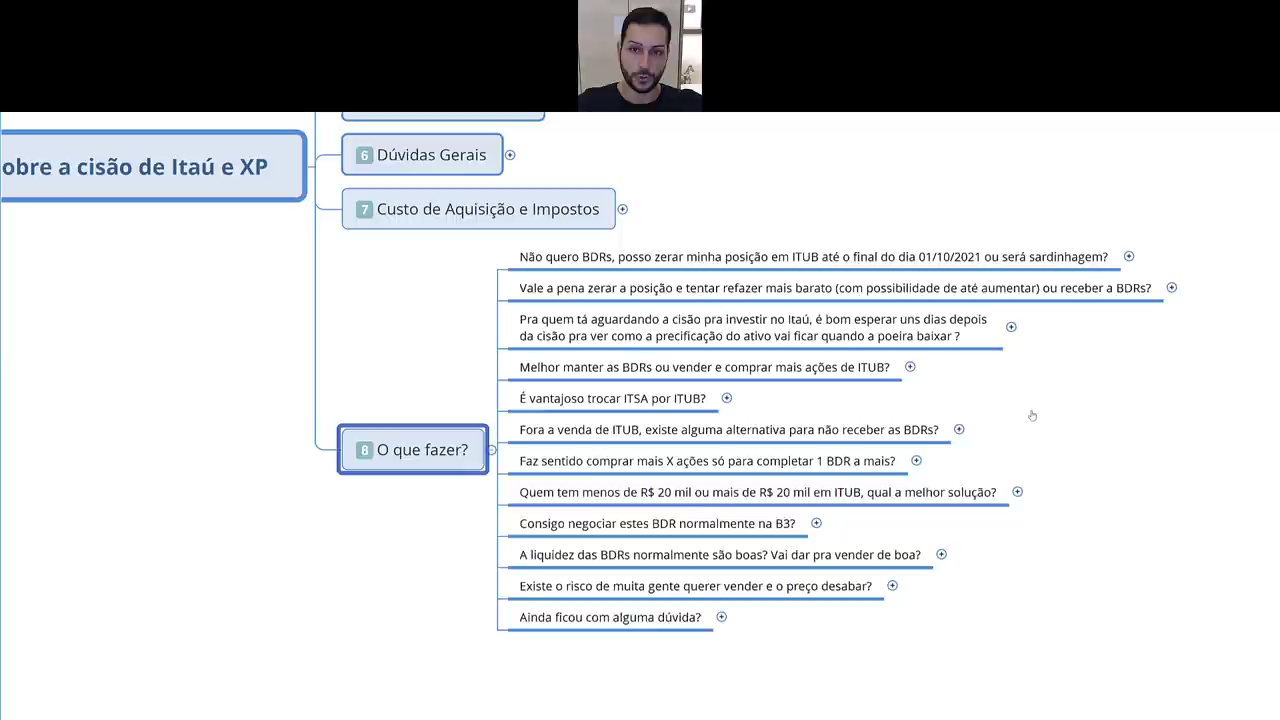 obre a cisão de Itaú e XP
6 Dúvidas Gerais
7 Custo de Aquisição e Impostos
8 O que fazer?
Não quero BDRs, posso zerar minha posição em ITUB até o final do dia 01/10/2021 ou será sardinhagem?
Vale a pena zerar a posição e tentar refazer mais barato (com possibilidade de até aumentar) ou receber a BDRs?
Pra quem tá aguardando a cisão pra investir no Itaú, é bom esperar uns dias depois
da cisão pra ver como a precificação do ativo vai ficar quando a poeira baixar ?
Melhor manter as BDRs ou vender e comprar mais ações de ITUB?
É vantajoso trocar ITSA por ITUB?
Fora a venda de ITUB, existe alguma alternativa para não receber as BDRs?
Faz sentido comprar mais X ações só para completar 1 BDR a mais?
Quem tem menos de R$ 20 mil ou mais de R$ 20 mil em ITUB, qual a melhor solução?
Consigo negociar estes BDR normalmente na B3?
A liquidez das BDRs normalmente são boas? Vai dar pra vender de boa?
Existe o risco de muita gente querer vender e o preço desabar?
Ainda ficou com alguma dúvida?